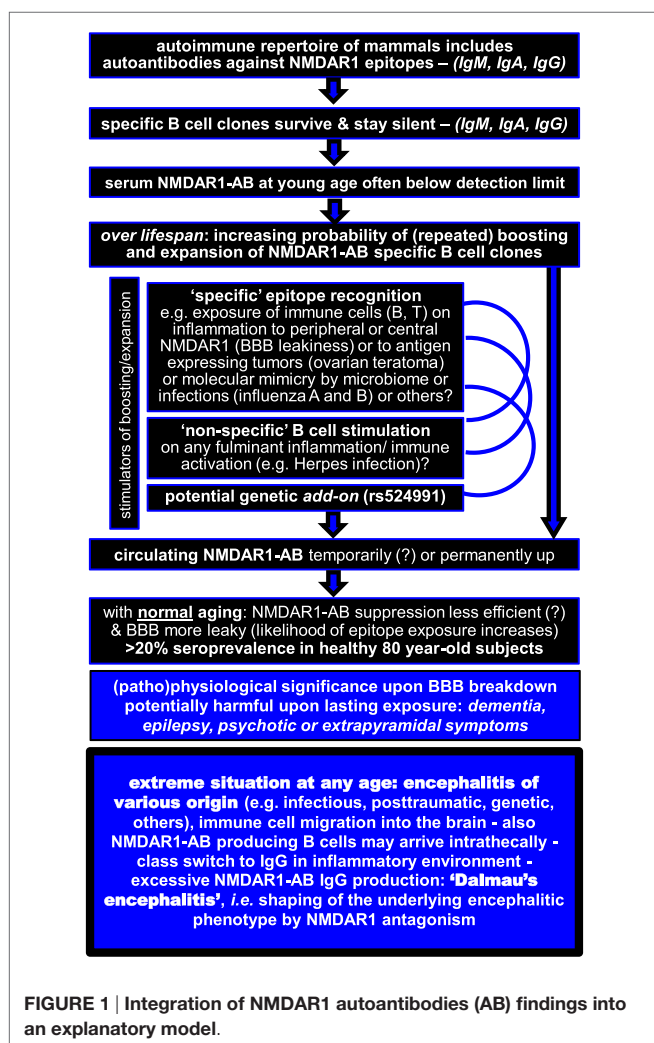 autoimmune repertoire of mammals includes
autoantibodies against NMDAR1 epitopes – (IgM, IgA, IgG)
specific B cell clones survive & stay silent – (IgM, IgA, IgG)
serum NMDAR1-AB at young age often below detection limit
over lifespan: increasing probability of (repeated) boosting
and expansion of NMDAR1-AB specific B cell clones
stimulators of boosting/expansion
‘specific’ epitope recognition
e.g. exposure of immune cells (B, T) on
inflammation to peripheral or central
NMDAR1 (BBB leakiness) or to antigen
expressing tumors (ovarian teratoma)
or molecular mimicry by microbiome or
infections (influenza A and B) or others?
‘non-specific’ B cell stimulation
on any fulminant inflammation/ immune
activation (e.g. Herpes infection)?
potential genetic add-on (rs524991)
circulating NMDAR1-AB temporarily (?) or permanently up
with normal aging: NMDAR1-AB suppression less efficient (?)
& BBB more leaky (likelihood of epitope exposure increases)
>20% seroprevalence in healthy 80 year-old subjects
(patho)physiological significance upon BBB breakdown
potentially harmful upon lasting exposure: dementia,
epilepsy, psychotic or extrapyramidal symptoms
extreme situation at any age: encephalitis of
various origin (e.g. infectious, posttraumatic, genetic,
others), immune cell migration into the brain - also
NMDAR1-AB producing B cells may arrive intrathecally -
class switch to IgG in inflammatory environment -
excessive NMDAR1-AB IgG production: ‘Dalmau’s
encephalitis’, i.e. shaping of the underlying encephalitic
phenotype by NMDAR1 antagonism
FIGURE 1 | Integration of NMDAR1 autoantibodies (AB) findings into
an explanatory model.